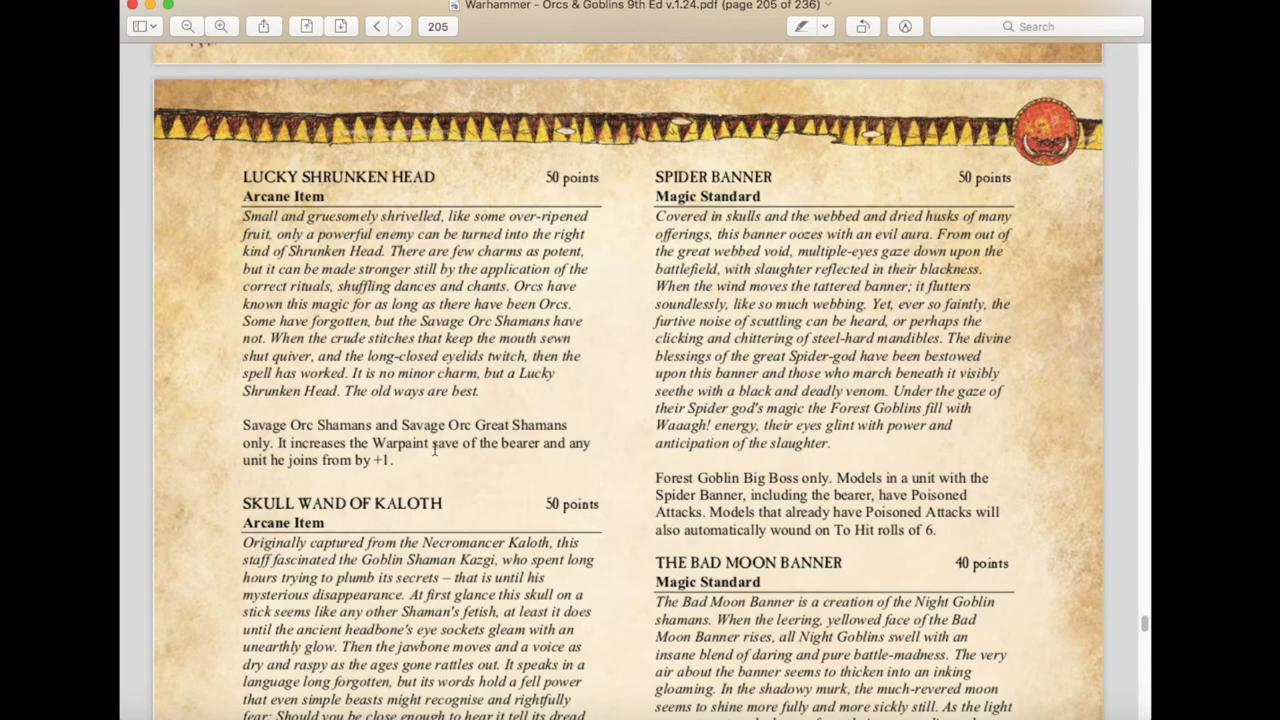 Warhammer - Orcs & Goblins 9th Ed v.1.24.pdf (page 205 of 236)
205
Search
LUCKY SHRUNKEN HEAD 50 points
Arcane Item
Small and gruesomely shrivelled, like some over-ripened
fruit, only a powerful enemy can be turned into the right
kind of Shrunken Head. There are few charms as potent,
but it can be made stronger still by the application of the
correct rituals, shuffling dances and chants. Orcs have
known this magic for as long as there have been Orcs.
Some have forgotten, but the Savage Orc Shamans have
not. When the crude stitches that keep the mouth sewn
shut quiver, and the long-closed eyelids twitch, then the
spell has worked. It is no minor charm, but a Lucky
Shrunken Head. The old ways are best.
Savage Orc Shamans and Savage Orc Great Shamans
only. It increases the Warpaint save of the bearer and any
unit he joins from by +1.
SKULL WAND OF KALOTH 50 points
Arcane Item
Originally captured from the Necromancer Kaloth, this
staff fascinated the Goblin Shaman Kazgi, who spent long
hours trying to plumb its secrets – that is until his
mysterious disappearance. At first glance this skull on a
stick seems like any other Shaman's fetish, at least it does
until the ancient headbone's eye sockets gleam with an
unearthly glow. Then the jawbone moves and a voice as
dry and raspy as the ages gone rattles out. It speaks in a
language long forgotten, but its words hold a fell power
that even simple beasts might recognise and rightfully
fear: Should you be close enough to hear it tell its dread
SPIDER BANNER 50 points
Magic Standard
Covered in skulls and the webbed and dried husks of many
offerings, this banner oozes with an evil aura. From out of
the great webbed void, multiple-eyes gaze down upon the
battlefield, with slaughter reflected in their blackness.
When the wind moves the tattered banner; it flutters
soundlessly, like so much webbing. Yet, ever so faintly, the
furtive noise of scuttling can be heard, or perhaps the
clicking and chittering of steel-hard mandibles. The divine
blessings of the great Spider-god have been bestowed
upon this banner and those who march beneath it visibly
seethe with a black and deadly venom. Under the gaze of
their Spider god's magic the Forest Goblins fill with
Waaagh! energy, their eyes glint with power and
anticipation of the slaughter.
Forest Goblin Big Boss only. Models in a unit with the
Spider Banner, including the bearer, have Poisoned
Attacks. Models that already have Poisoned Attacks will
also automatically wound on To Hit rolls of 6.
THE BAD MOON BANNER 40 points
Magic Standard
The Bad Moon Banner is a creation of the Night Goblin
shamans. When the leering, yellowed face of the Bad
Moon Banner rises, all Night Goblins swell with an
insane blend of daring and pure battle-madness. The very
air about the banner seems to thicken into an inking
gloaming. In the shadowy murk, the much-revered moon
seems to shine more fully and more sickly still. As the light